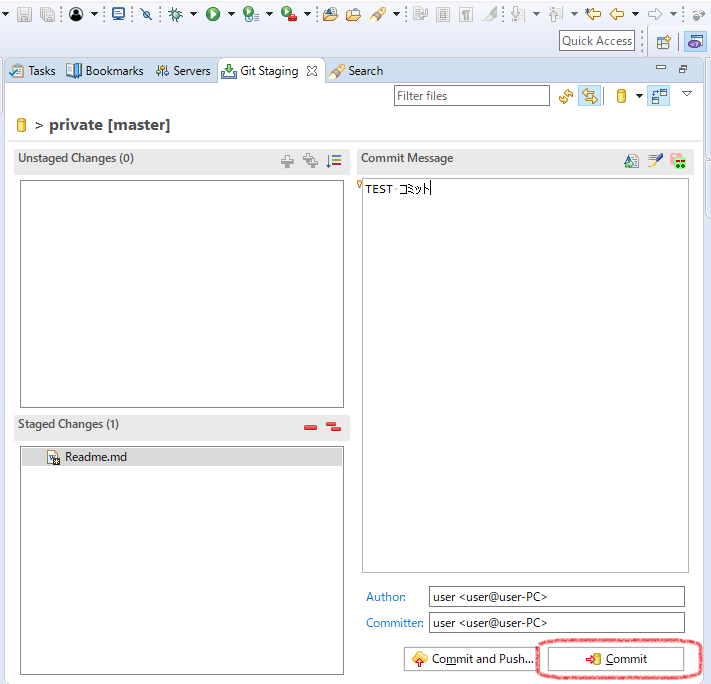 Quick Access
Tasks
Bookmarks
Servers
Git Staging
Search
Filter files
> private [master]
Unstaged Changes (0)
Commit Message
TEST コミット
Staged Changes (1)
Readme.md
Author:
user <user@user-PC>
Committer:
user <user@user-PC>
Commit and Push...
Commit